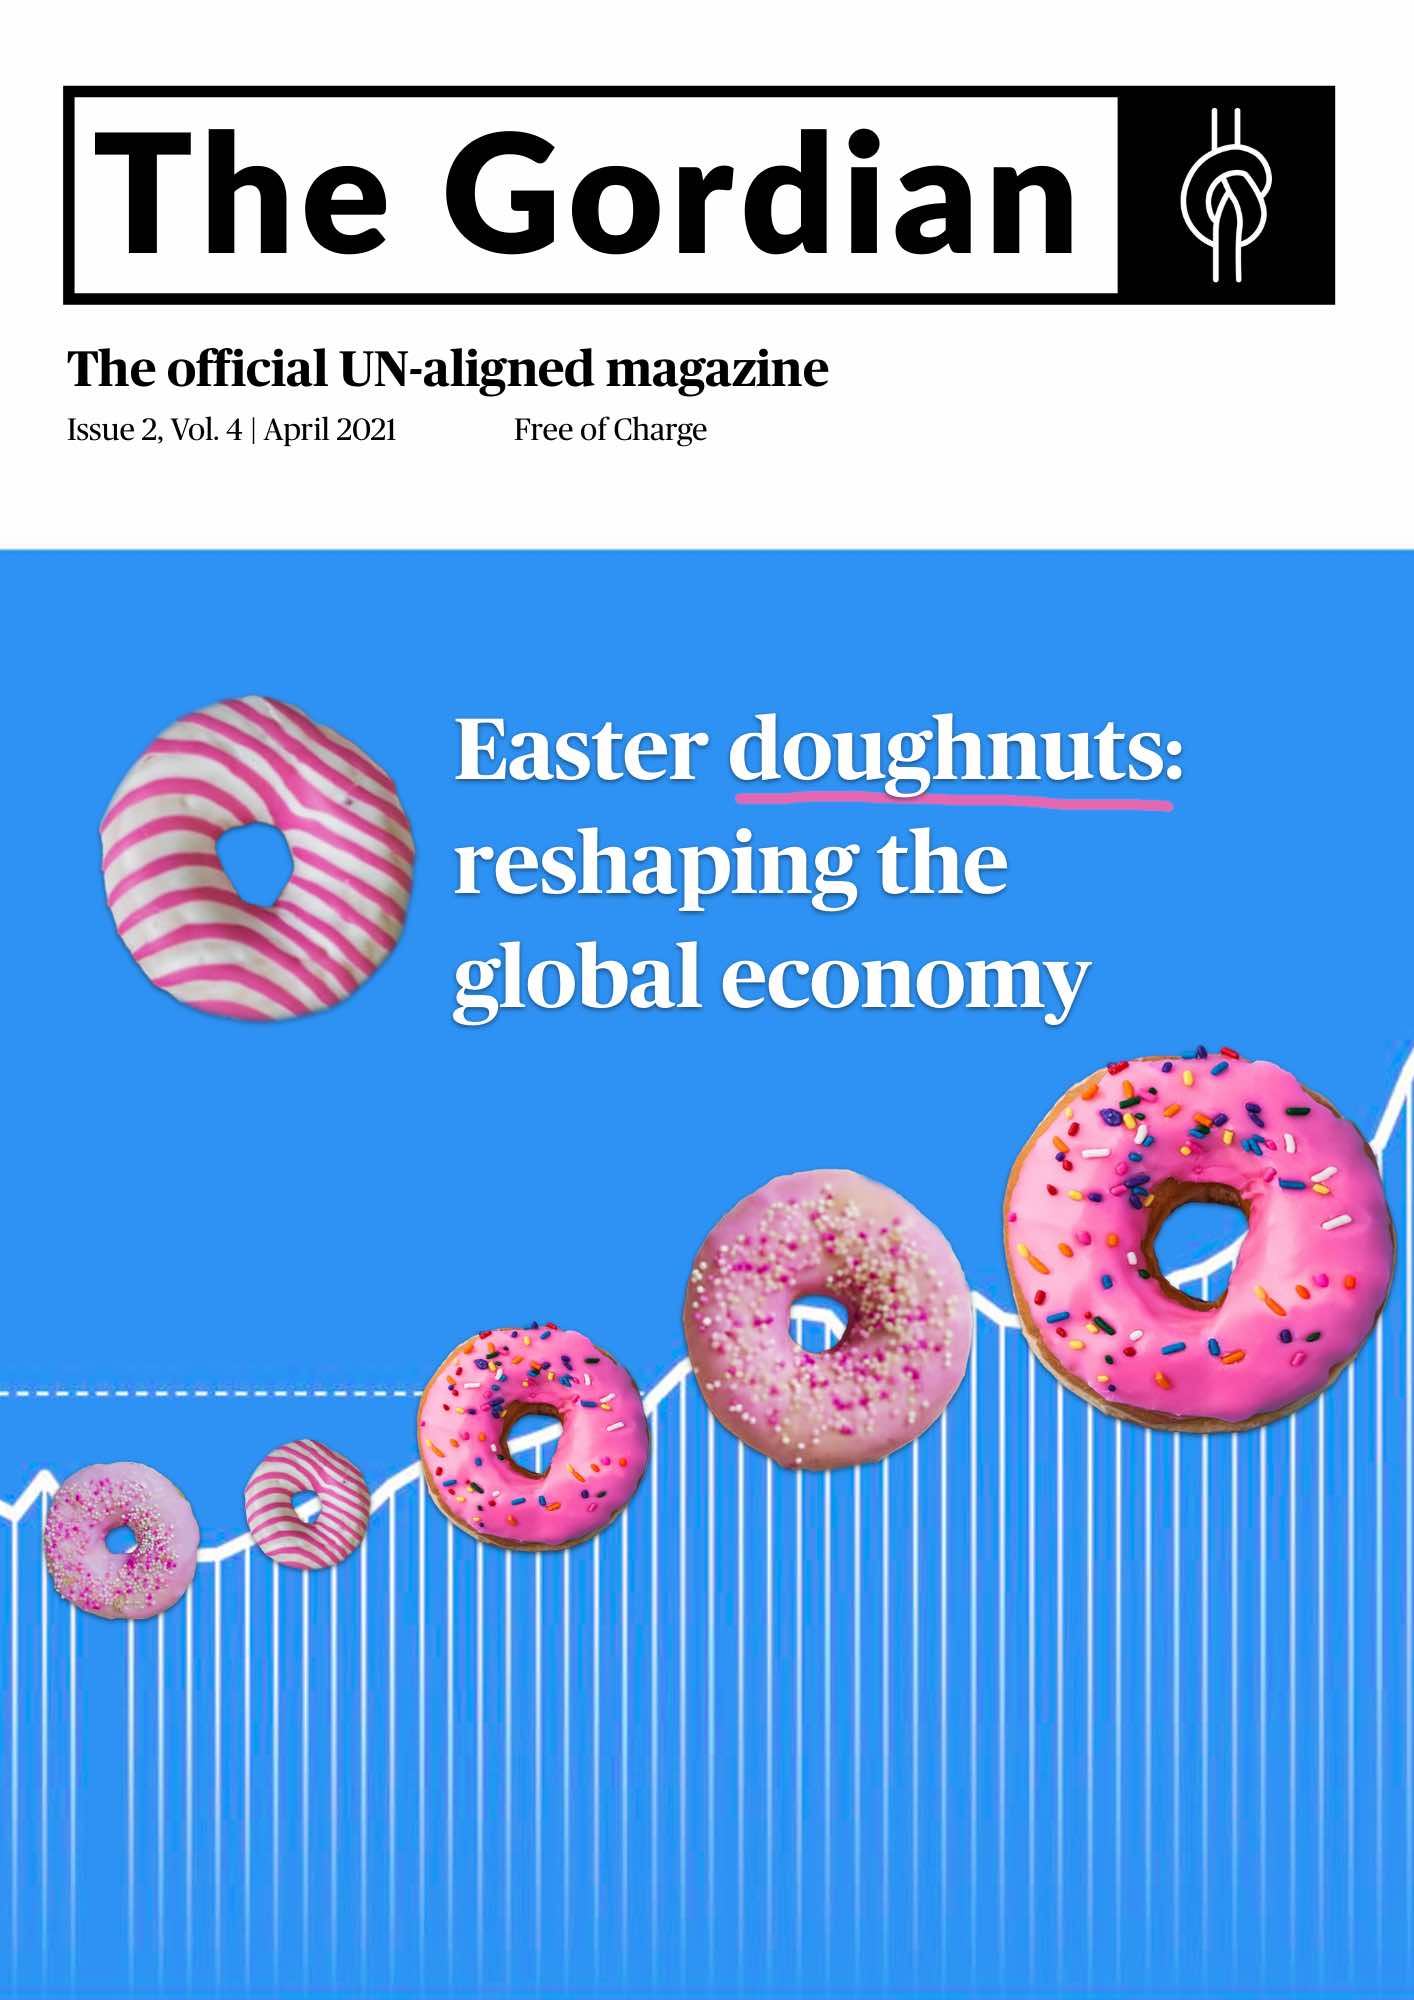 The Gordian
The official UN-aligned magazine
Issue 2, Vol. 4 | April 2021 Free of Charge
Easter doughnuts:
reshaping the
global economy